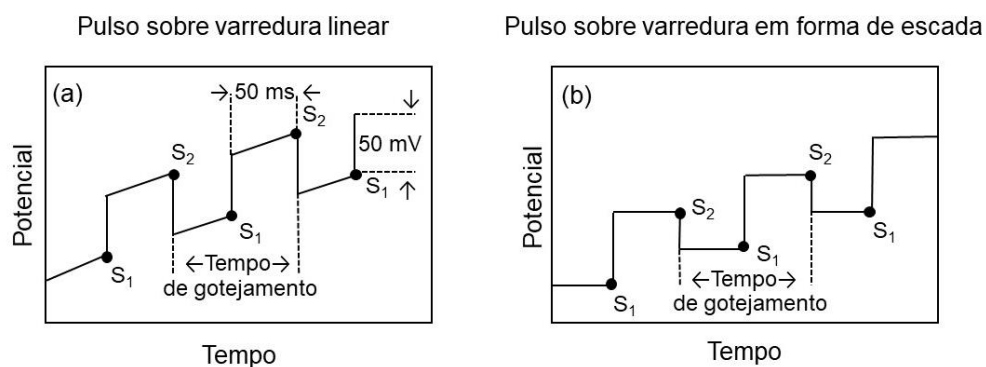 Pulso sobre varredura linear
(a)
→ 50 ms ←
S₂
S₂
50 mV
S₁
S₁
S₁
←Tempo→
de gotejamento
Potencial
Tempo
Pulso sobre varredura em forma de escada
(b)
S₂
S₂
S₁
S₁
S₁
←Tempo→
de gotejamento
Potencial
Tempo